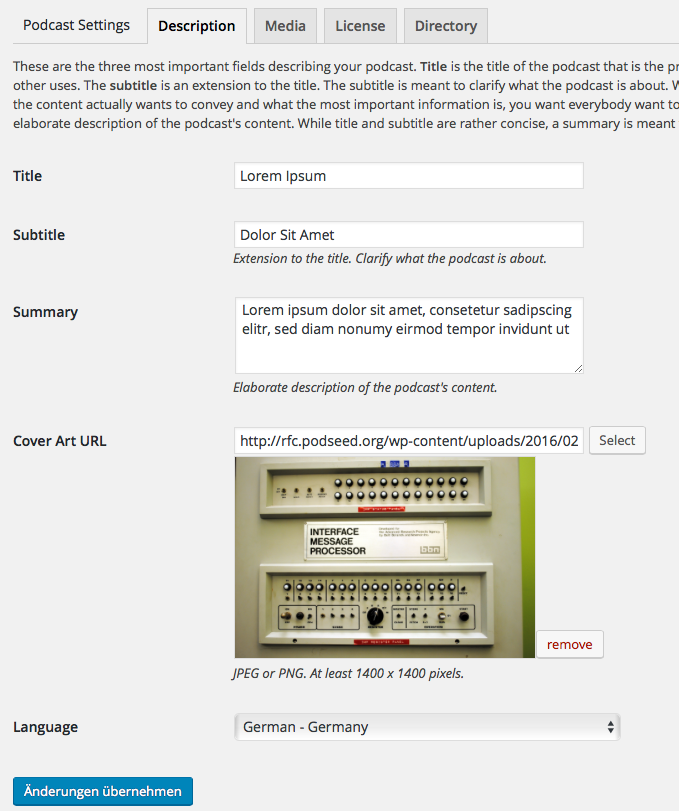 Podcast Settings Description Media License Directory
These are the three most important fields describing your podcast. Title is the title of the podcast that is the pr
other uses. The subtitle is an extension to the title. The subtitle is meant to clarify what the podcast is about. W
the content actually wants to convey and what the most important information is, you want everybody want to
elaborate description of the podcast's content. While title and subtitle are rather concise, a summary is meant
Title
Lorem Ipsum
Subtitle
Dolor Sit Amet
Extension to the title. Clarify what the podcast is about.
Summary
Lorem ipsum dolor sit amet, consetetur sadipscing
elitr, sed diam nonumy eirmod tempor invidunt ut
Elaborate description of the podcast's content.
Cover Art URL
http://rfc.podseed.org/wp-content/uploads/2016/02
Select
INTERFACE
MESSAGE
PROCESSOR
bbn
remove
JPEG or PNG. At least 1400 x 1400 pixels.
Language
German - Germany
Änderungen übernehmen